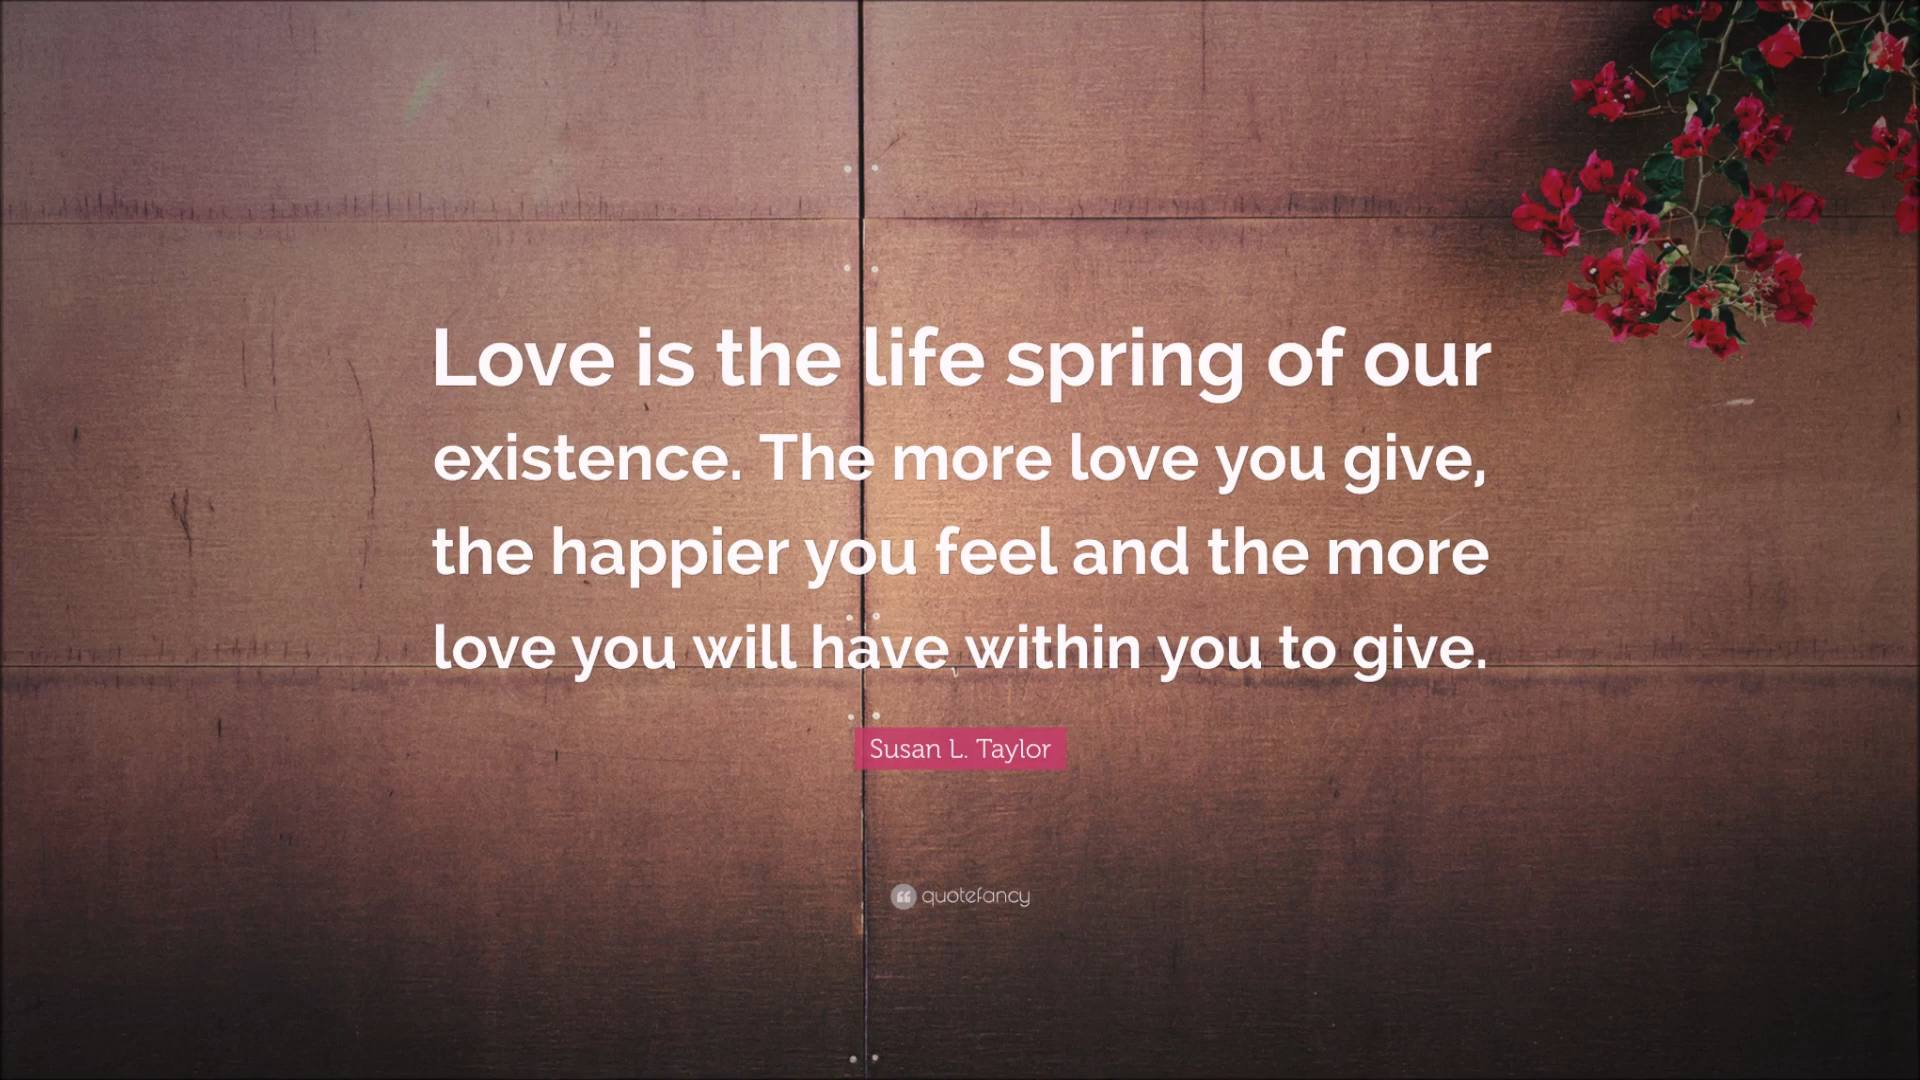 Love is the life spring of our
existence. The more love you give,
the happier you feel and the more
love you will have within you to give.
Susan L. Taylor
quotefancy